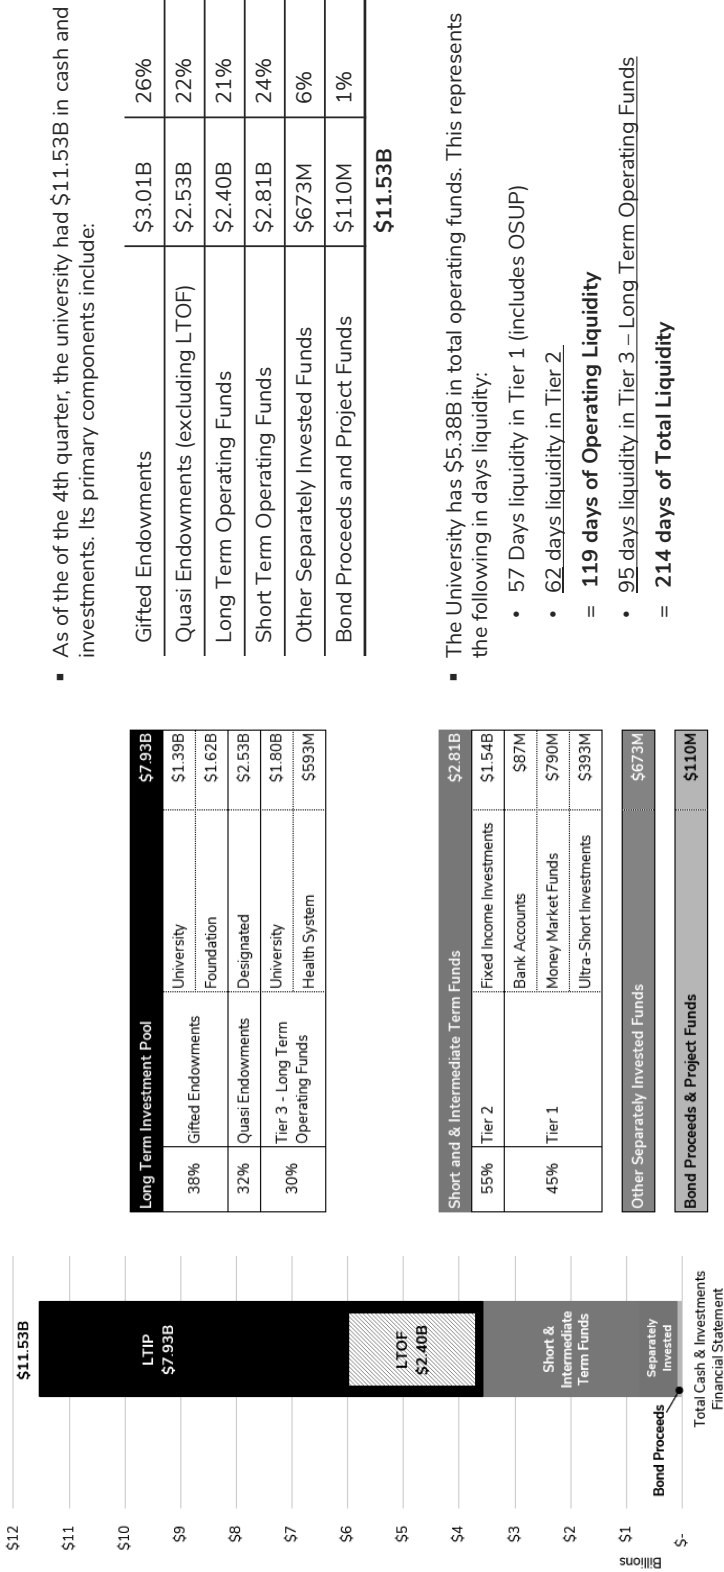 $12
$11
$10
$9
$8
$7
$6
$5
$4
$3
$2
$1
$-
Billions
$11.53B
LTIP
$7.93B
LTOF
$2.40B
Short &
Intermediate
Term Funds
Separately
Invested
Bond Proceeds
Total Cash & Investments
Financial Statement
Long Term Investment Pool $7.93B
38% Gifted Endowments University $1.39B
Foundation $1.62B
32% Quasi Endowments Designated $2.53B
30% Tier 3 - Long Term
Operating Funds
University $1.80B
Health System $593M
Short and & Intermediate Term Funds $2.81B
55% Tier 2 Fixed Income Investments $1.54B
45% Tier 1 Bank Accounts $87M
Money Market Funds $790M
Ultra-Short Investments $393M
Other Separately Invested Funds $673M
Bond Proceeds & Project Funds $110M
▪ As of the of the 4th quarter, the university had $11.53B in cash and
investments. Its primary components include:
Gifted Endowments $3.01B 26%
Quasi Endowments (excluding LTOF) $2.53B 22%
Long Term Operating Funds $2.40B 21%
Short Term Operating Funds $2.81B 24%
Other Separately Invested Funds $673M 6%
Bond Proceeds and Project Funds $110M 1%
$11.53B
▪ The University has $5.38B in total operating funds. This represents
the following in days liquidity:
• 57 Days liquidity in Tier 1 (includes OSUP)
• 62 days liquidity in Tier 2
= 119 days of Operating Liquidity
• 95 days liquidity in Tier 3 – Long Term Operating Funds
= 214 days of Total Liquidity